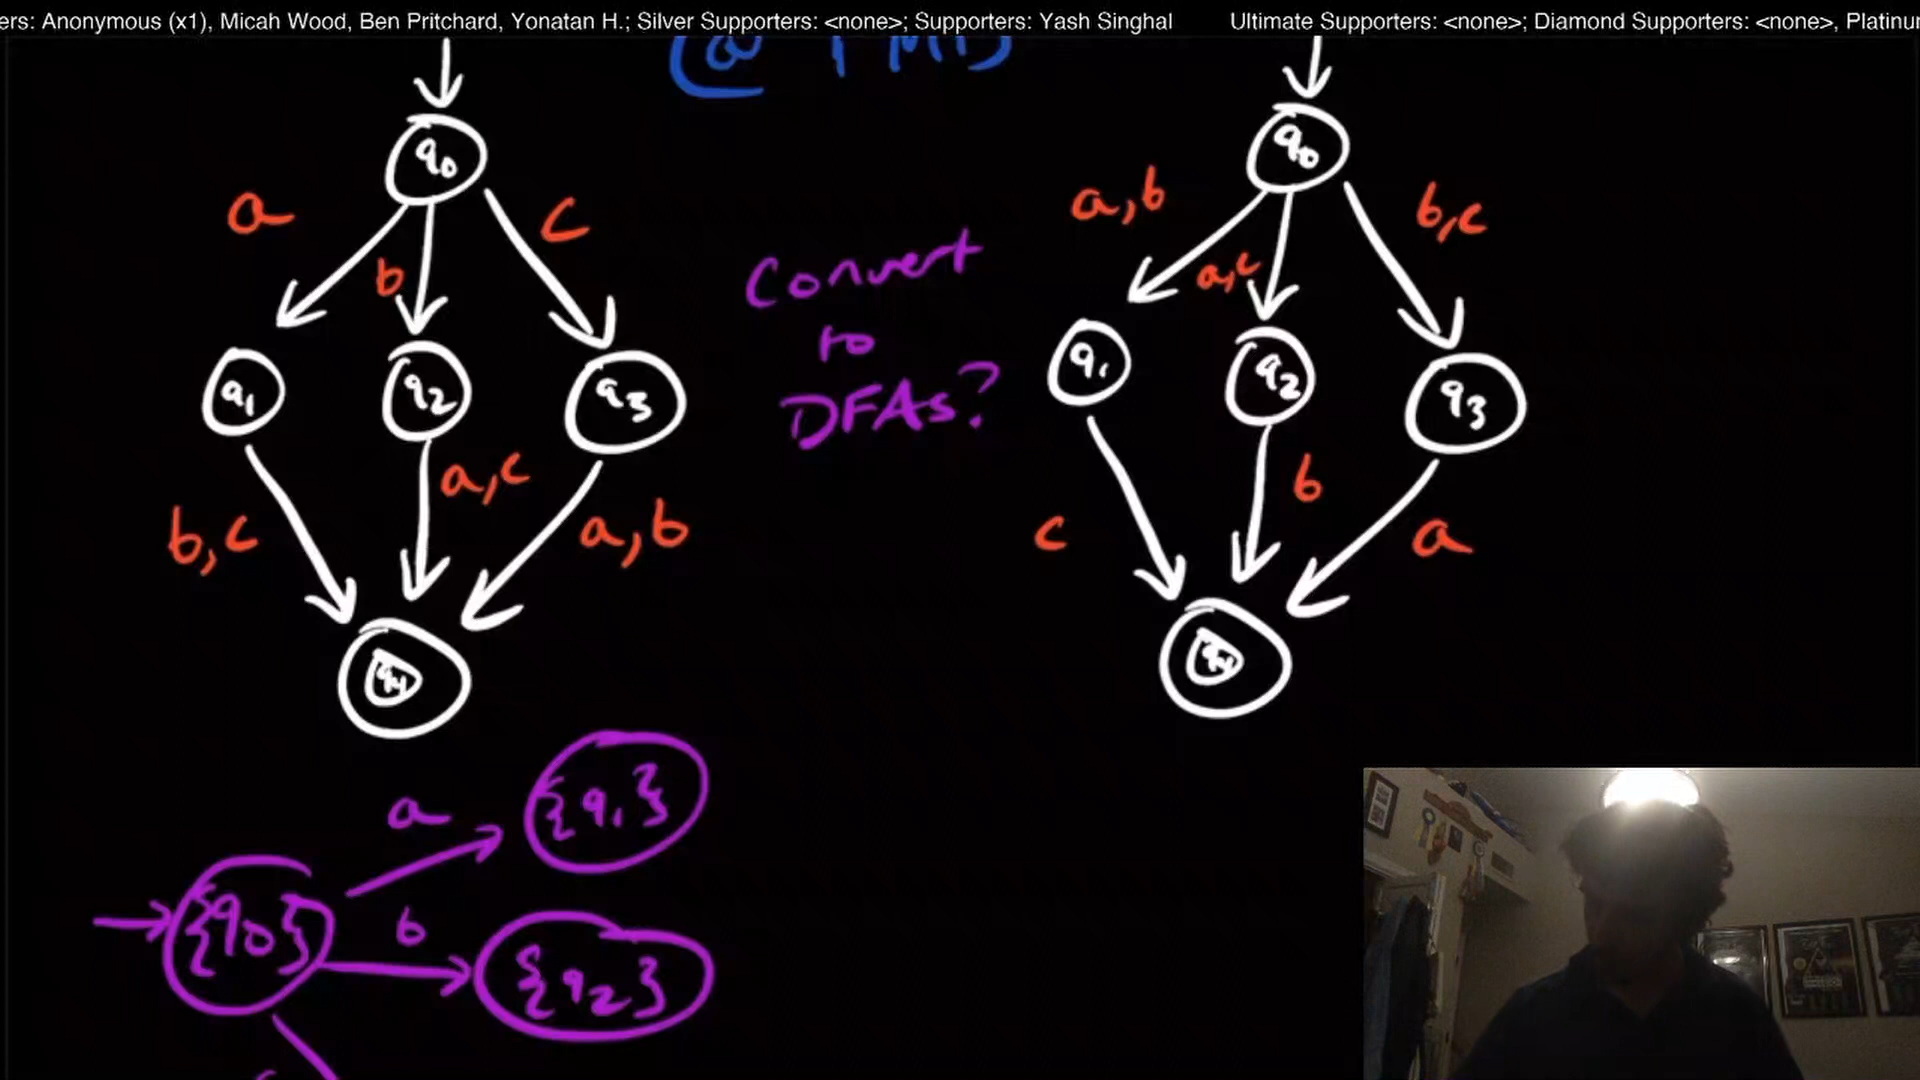 ers: Anonymous (x1), Micah Wood, Ben Pritchard, Yonatan H.; Silver Supporters: <none>; Supporters: Yash Singhal
Ultimate Supporters: <none>; Diamond Supporters: <none>, Platinu
q0
a
b
c
q1
q2
q3
b,c
a,c
a,b
q4
Convert
to
DFAs?
q0
a,b
a,c
b,c
q1
q2
q3
c
b
a
q4
{q0}
a
{q1}
b
{q2}